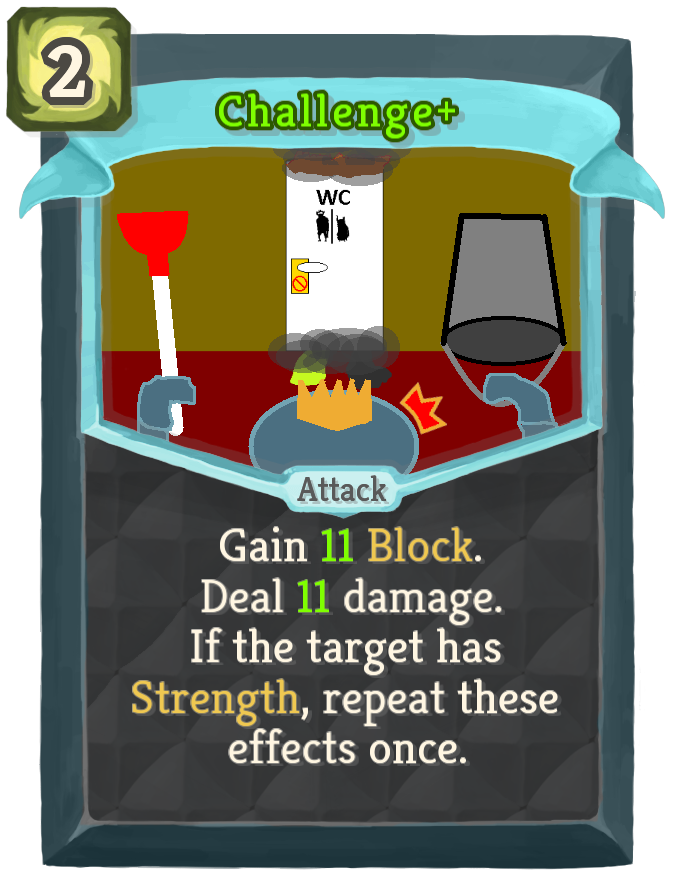 2
Challenge+
WC
Attack
Gain 11 Block.
Deal 11 damage.
If the target has
Strength, repeat these
effects once.